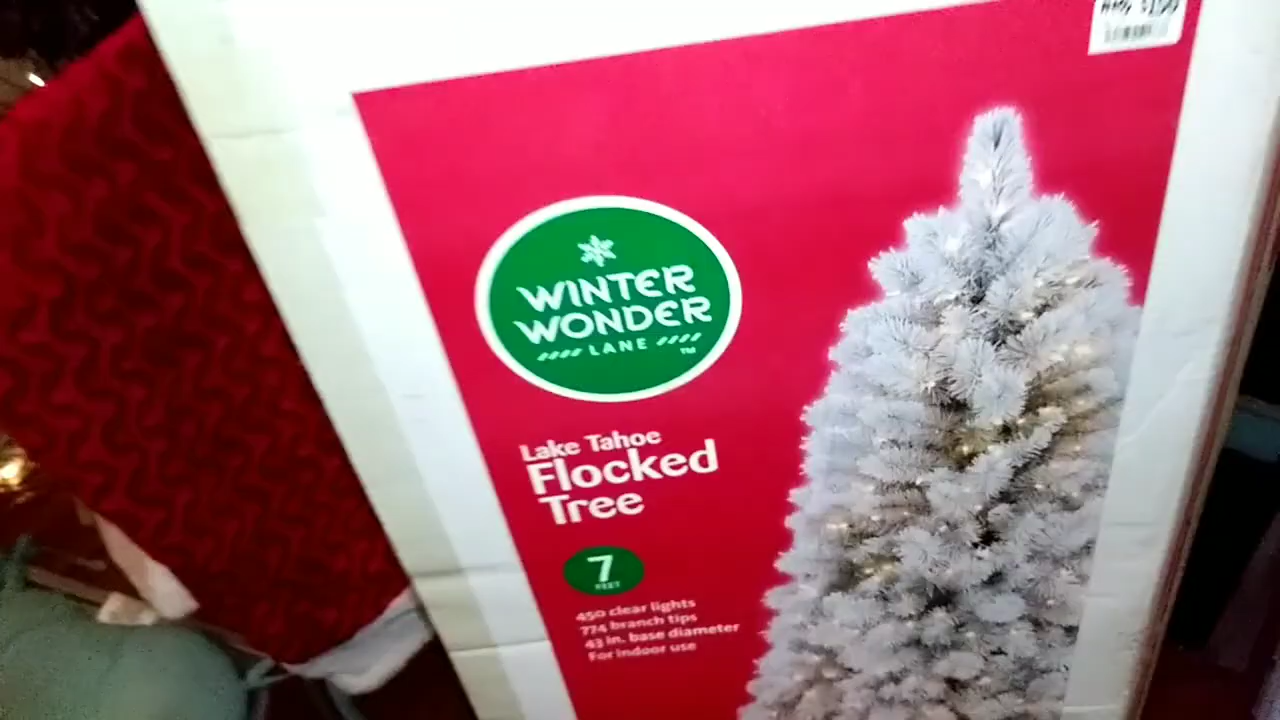 WINTER
WONDER
LANE
TM
Lake Tahoe
Flocked
Tree
7
FEET
450 clear lights
774 branch tips
43 in. base diameter
For indoor use